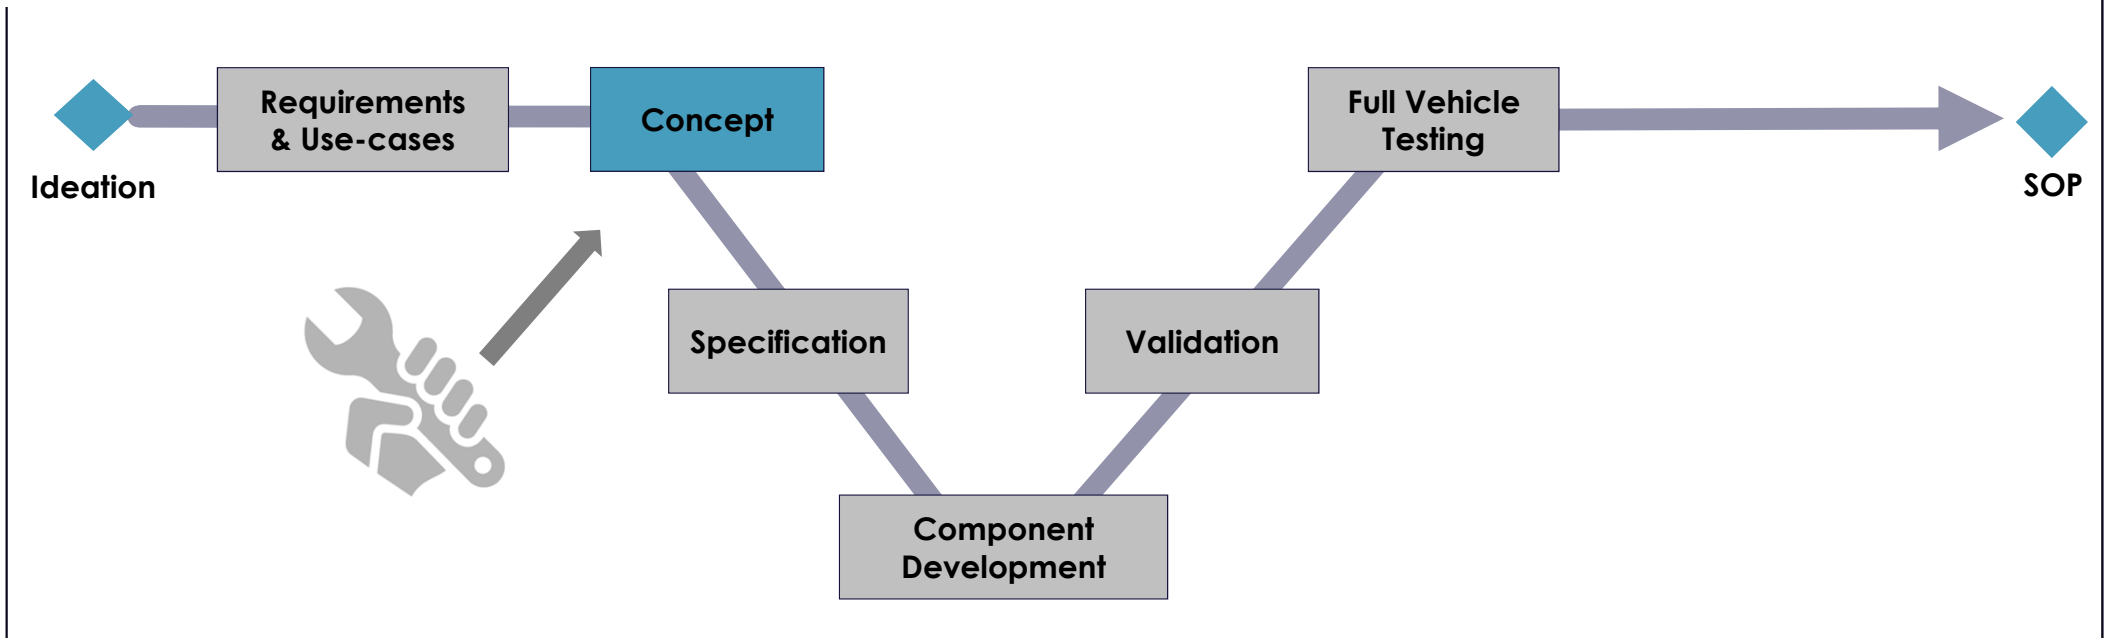 Requirements
& Use-cases
Concept
Full Vehicle
Testing
Ideation
SOP
Specification
Validation
Component
Development